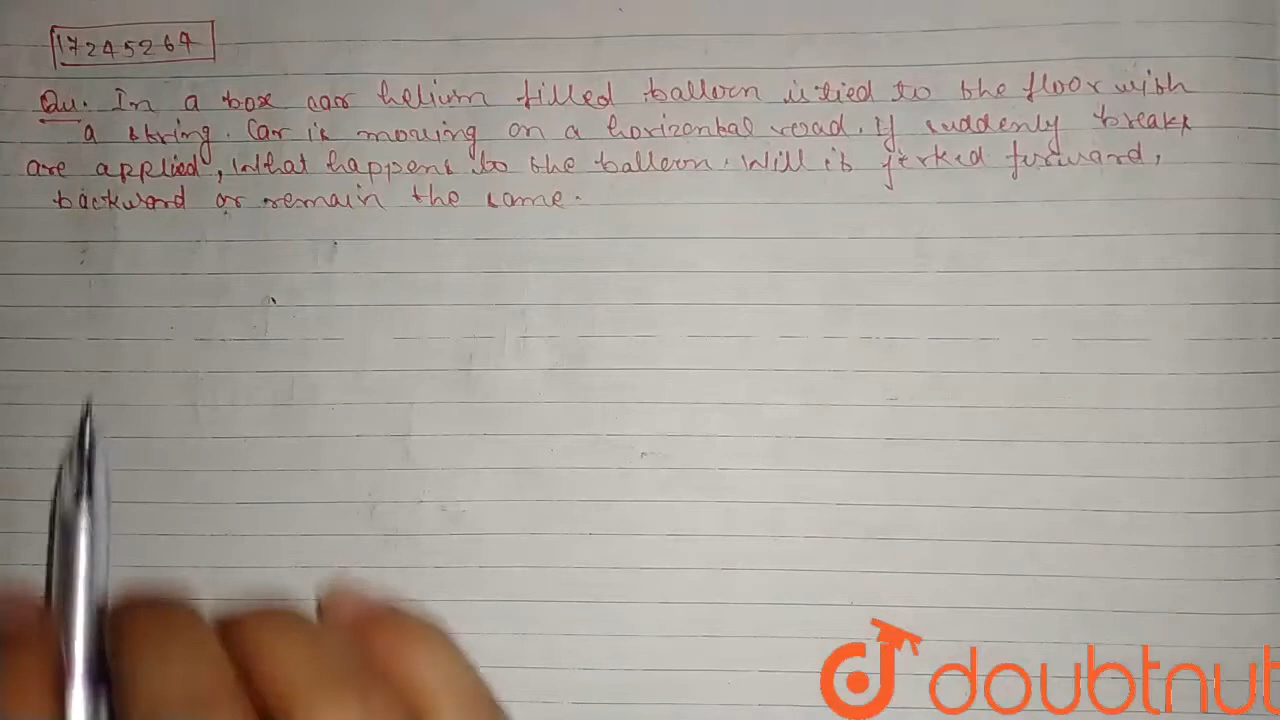 17245264
Qu. In a box car helium filled balloon is tied to the floor with
a string. Car is moving on a horizontal road. If suddenly breaks
are applied, what happens to the balloon. Will it jerked forward,
backward or remain the same.
doubtnut